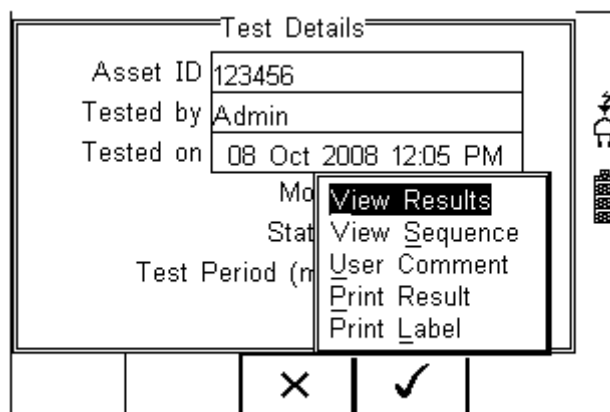 Test Details
Asset ID 123456
Tested by Admin
Tested on 08 Oct 2008 12:05 PM
Mo
Stat
Test Period (m
View Results
View Sequence
User Comment
Print Result
Print Label